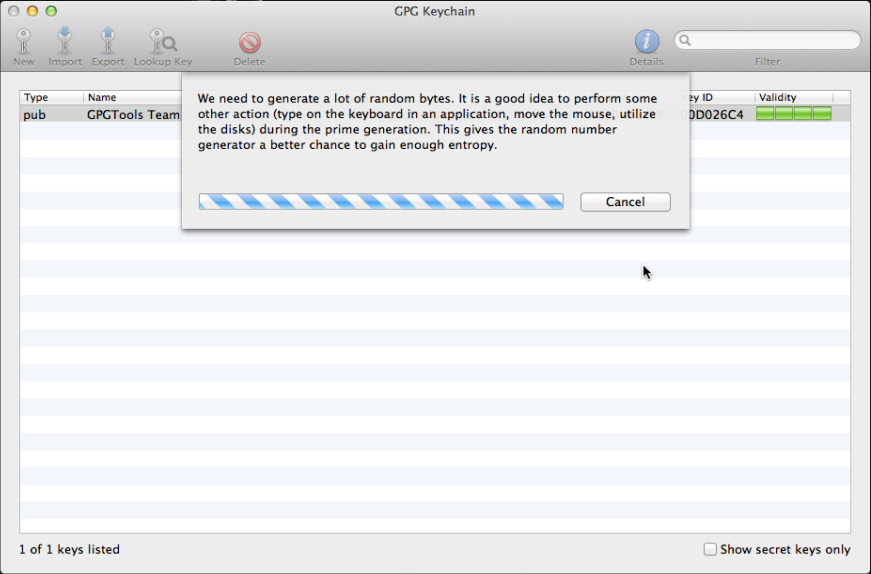 GPG Keychain
New Import Export Lookup Key Delete Details Filter
Type Name ey ID Validity
pub GPGTools Team 00D026C4
We need to generate a lot of random bytes. It is a good idea to perform some
other action (type on the keyboard in an application, move the mouse, utilize
the disks) during the prime generation. This gives the random number
generator a better chance to gain enough entropy.
Cancel
1 of 1 keys listed Show secret keys only